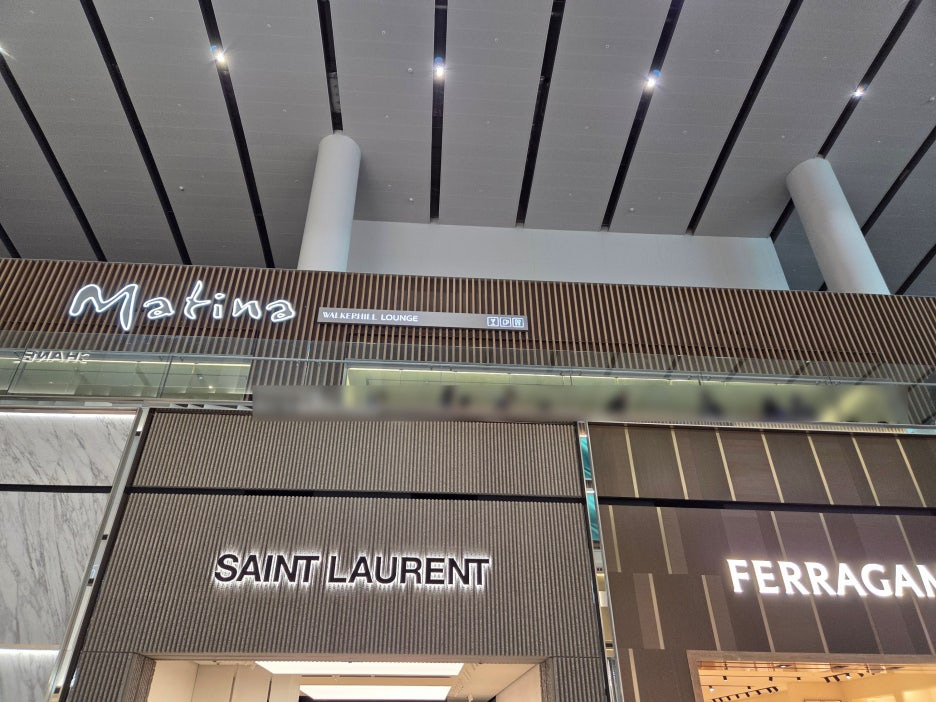 Matina
WALKERHILL LOUNGE
SAINT LAURENT
FERRAGAM